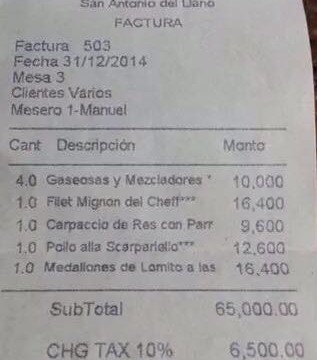 San Antonio del Llano
FACTURA
Factura 503
Fecha 31/12/2014
Mesa 3
Clientes Varios
Mesero 1-Manuel
Cant Descripción Monto
4.0 Gaseosas y Mezcladores * 10,000
1.0 Filet Mignon del Cheff*** 16,400
1.0 Carpaccio de Res con Parr 9,600
1.0 Pollo alla Scarpariello*** 12,600
1.0 Medallones de Lomito a las 16,400
SubTotal 65,000.00
CHG TAX 10% 6,500.00